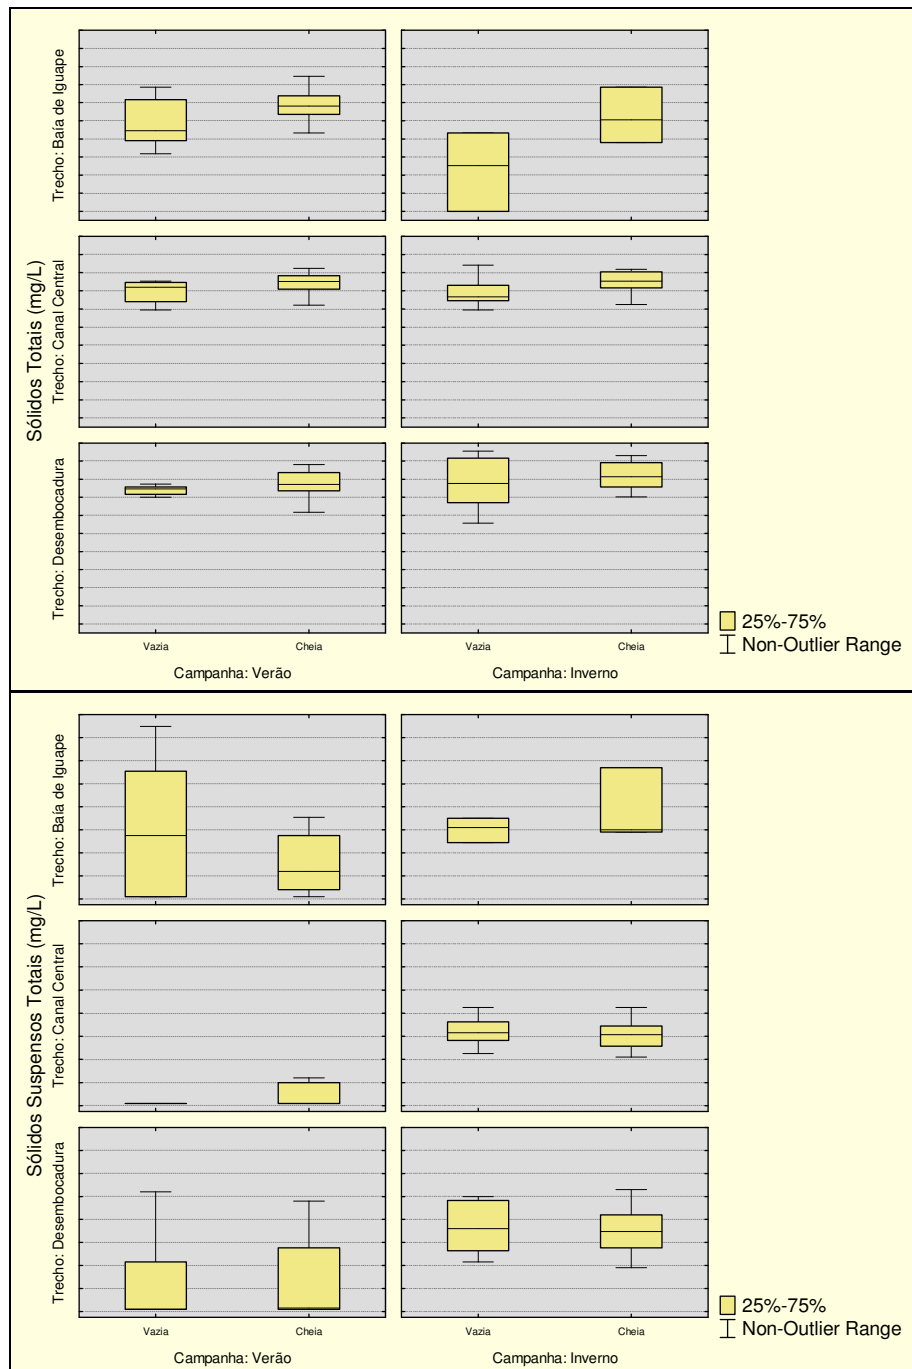 Sólidos Totais (mg/L)
Trecho: Baía de Iguape
Trecho: Canal Central
Trecho: Desembocadura
Vazia
Cheia
Vazia
Cheia
Campanha: Verão
Campanha: Inverno
25%-75%
Non-Outlier Range
Sólidos Suspensos Totais (mg/L)
Trecho: Baía de Iguape
Trecho: Canal Central
Trecho: Desembocadura
Vazia
Cheia
Vazia
Cheia
Campanha: Verão
Campanha: Inverno
25%-75%
Non-Outlier Range